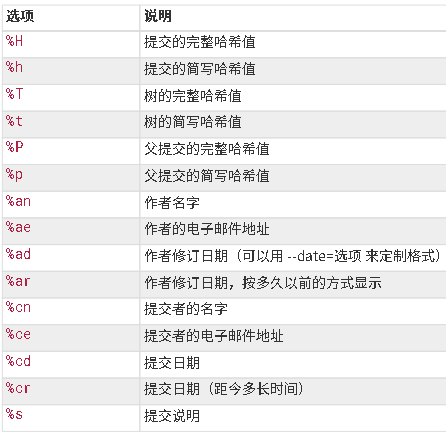 选项 说明
%H 提交的完整哈希值
%h 提交的简写哈希值
%T 树的完整哈希值
%t 树的简写哈希值
%P 父提交的完整哈希值
%p 父提交的简写哈希值
%an 作者名字
%ae 作者的电子邮件地址
%ad 作者修订日期（可以用 --date=选项 来定制格式）
%ar 作者修订日期，按多久以前的方式显示
%cn 提交者的名字
%ce 提交者的电子邮件地址
%cd 提交日期
%cr 提交日期（距今多长时间）
%s 提交说明